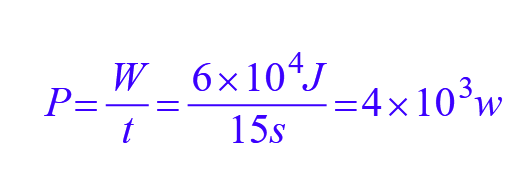 P = W/t = 6×10⁴J/15s = 4×10³w